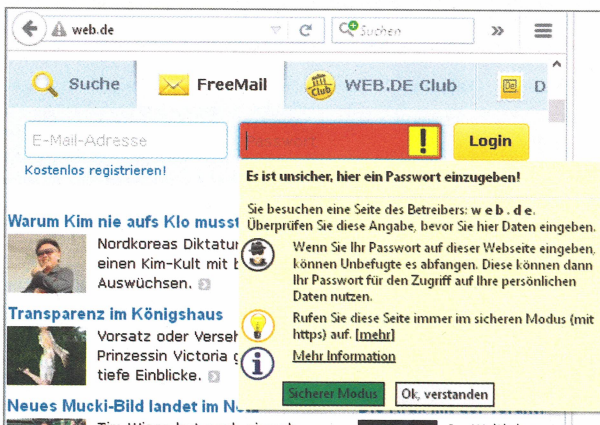 web.de
Suchen
Suche
FreeMail
WEB.DE Club
D
E-Mail-Adresse
!
Login
Kostenlos registrieren!
Es ist unsicher, hier ein Passwort einzugeben!
Sie besuchen eine Seite des Betreibers: web.de.
Überprüfen Sie diese Angabe, bevor Sie hier Daten eingeben.
Wenn Sie Ihr Passwort auf dieser Webseite eingeben,
können Unbefugte es abfangen. Diese können dann
Ihr Passwort für den Zugriff auf Ihre persönlichen
Daten nutzen.
Rufen Sie diese Seite immer im sicheren Modus (mit
https) auf. [mehr]
Mehr Information
Sicherer Modus
Ok, verstanden
Warum Kim nie aufs Klo musst
Nordkoreas Diktatur
einen Kim-Kult mit b
Auswüchsen.
Transparenz im Königshaus
Vorsatz oder Verseh
Prinzessin Victoria g
tiefe Einblicke.
Neues Mucki-Bild landet im